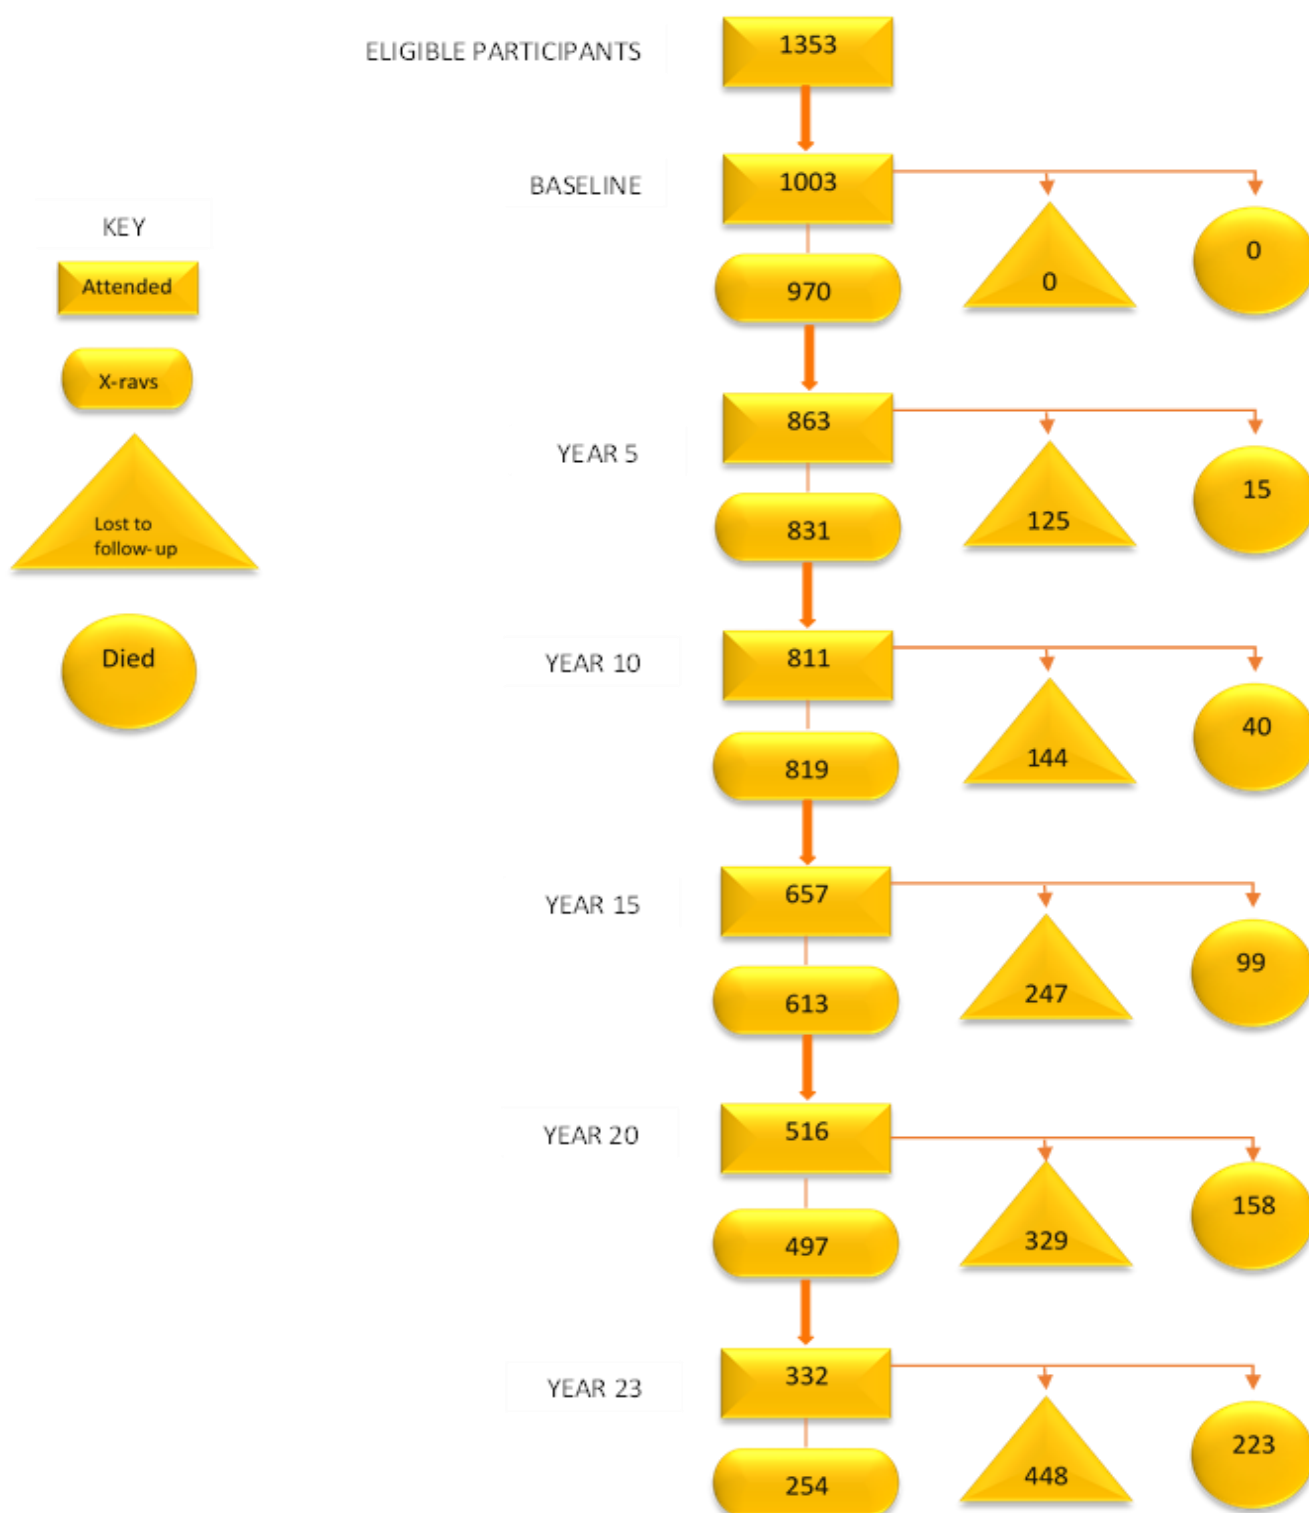 ELIGIBLE PARTICIPANTS
1353
BASELINE
1003
0
0
970
KEY
Attended
X-ravs
Lost to
follow-up
Died
YEAR 5
863
125
15
831
YEAR 10
811
144
40
819
YEAR 15
657
247
99
613
YEAR 20
516
329
158
497
YEAR 23
332
448
223
254